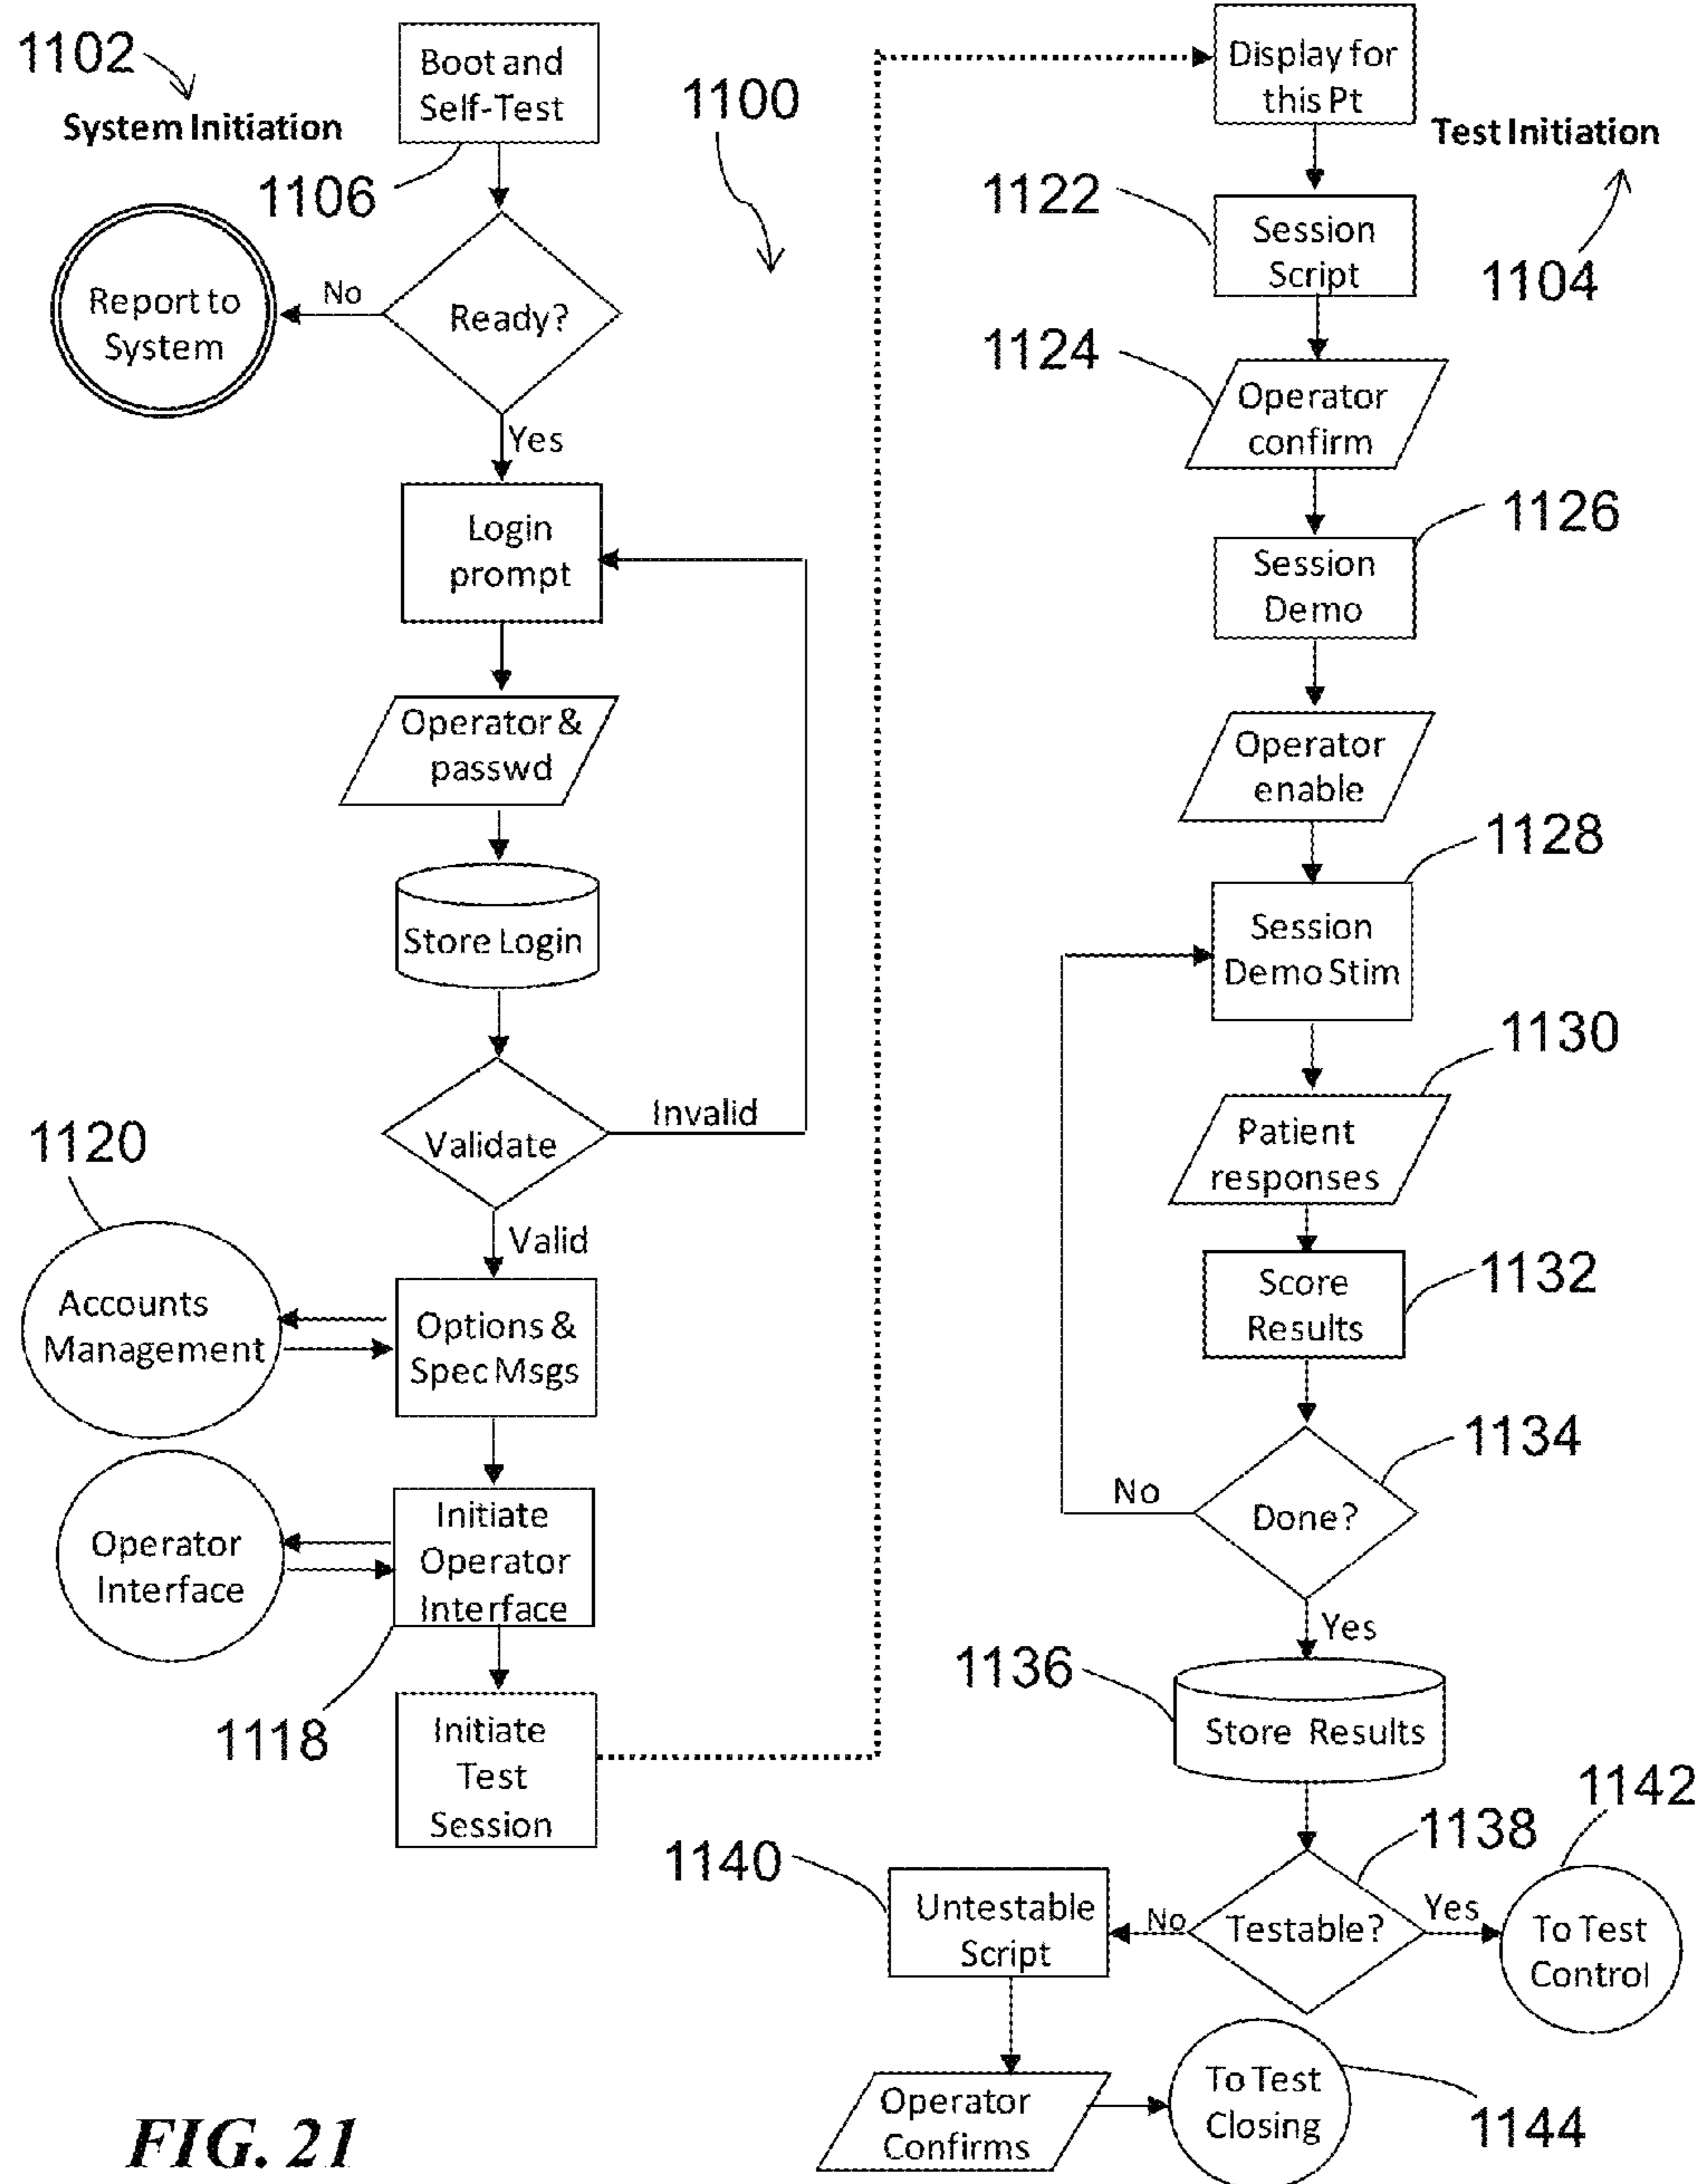 1102
System Initiation
Boot and
Self-Test
1106
1100
Report to
System
No
Ready?
Yes
Login
prompt
Operator &
passwd
Store Login
Validate
Invalid
Valid
1120
Accounts
Management
Options &
Spec Msgs
Operator
Interface
Initiate
Operator
Interface
1118
Initiate
Test
Session
Display for
this Pt
Test Initiation
1104
1122
Session
Script
1124
Operator
confirm
1126
Session
Demo
Operator
enable
1128
Session
Demo Stim
1130
Patient
responses
1132
Score
Results
1134
Done?
No
Yes
1136
Store Results
1138
Testable?
No
Yes
1142
To Test
Control
1140
Untestable
Script
Operator
Confirms
To Test
Closing
1144
FIG. 21